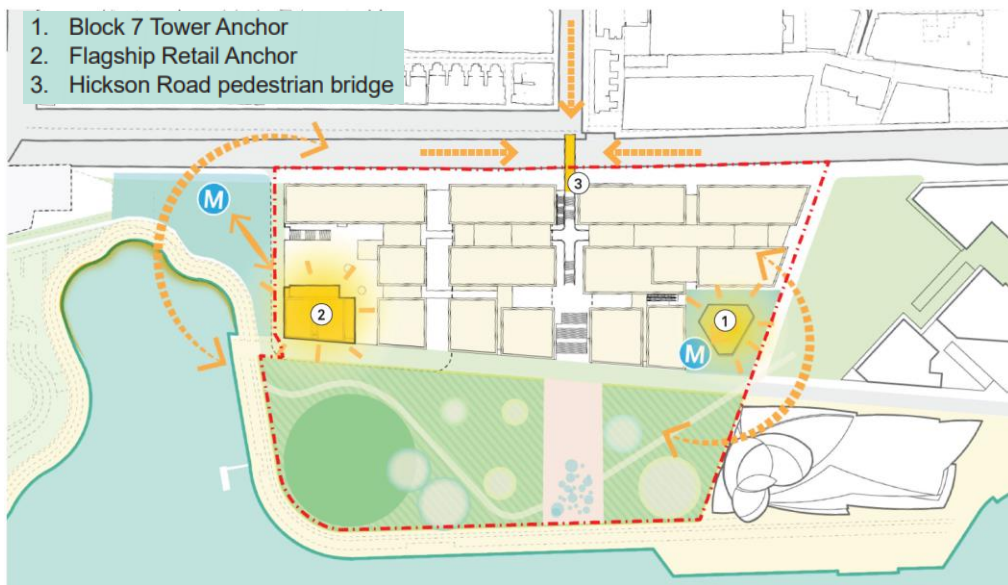 1. Block 7 Tower Anchor
2. Flagship Retail Anchor
3. Hickson Road pedestrian bridge
3
M
2
1
M